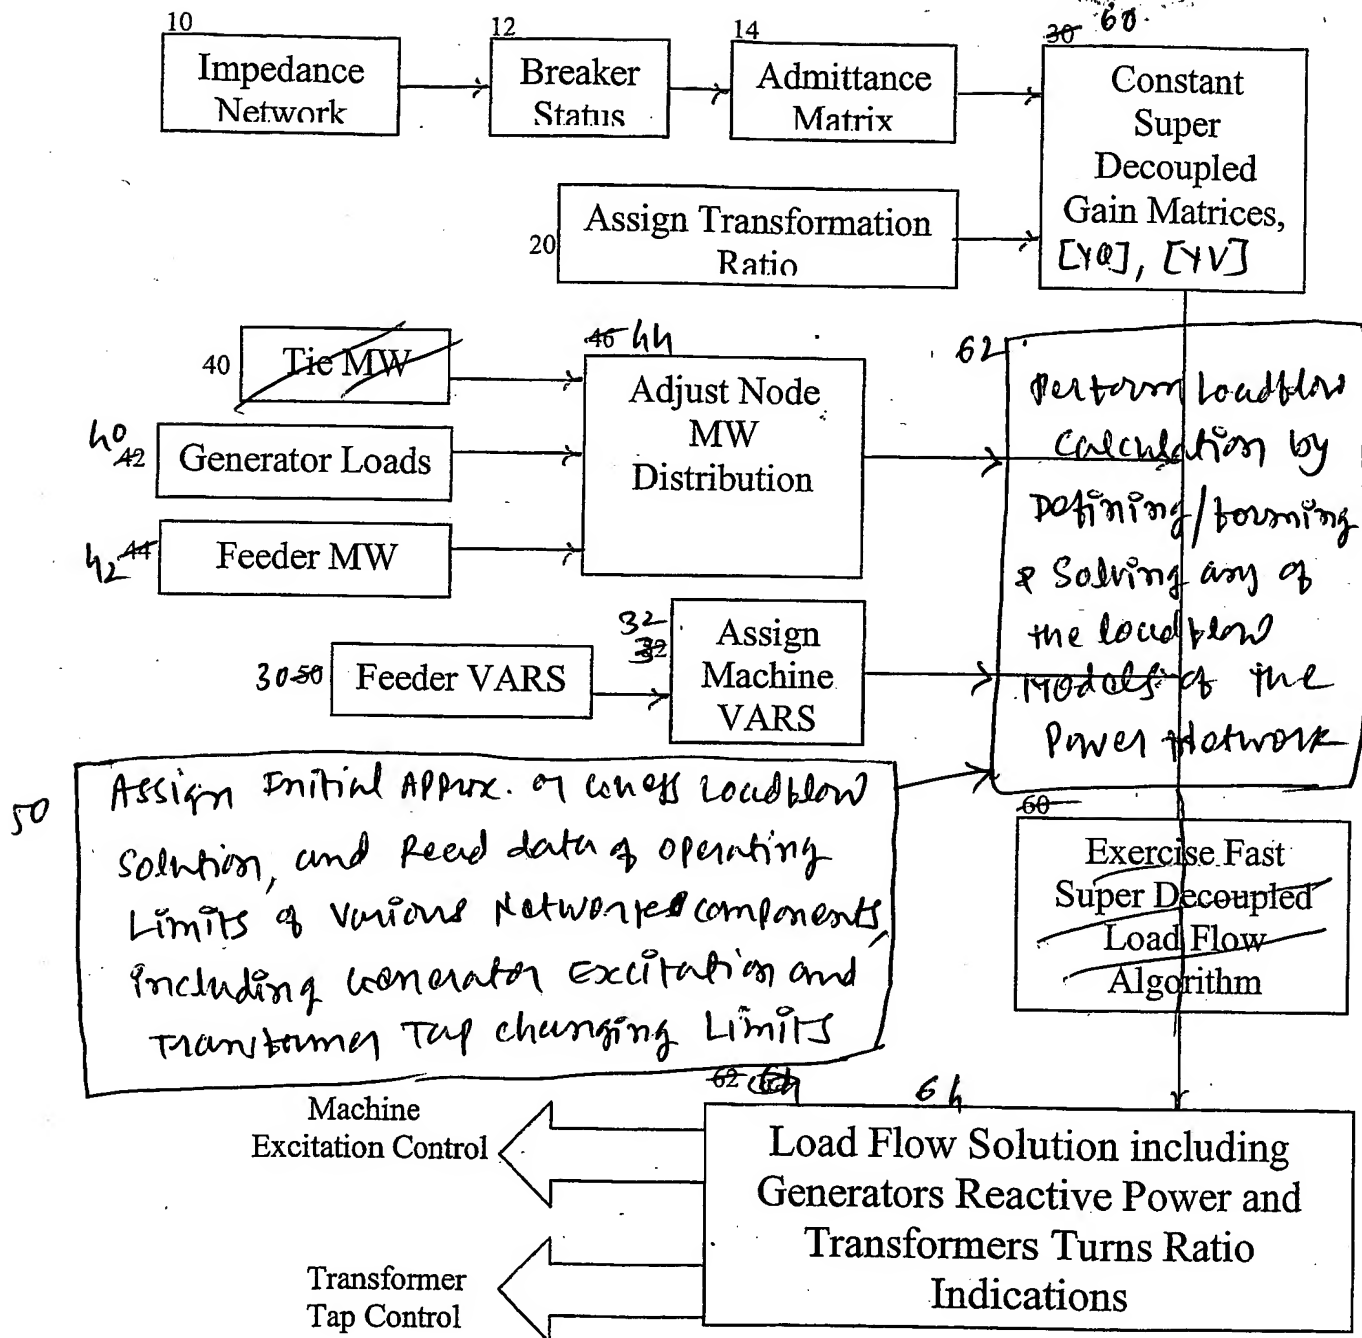 10
Impedance
Network
12
Breaker
Status
14
Admittance
Matrix
30 60
Constant
Super
Decoupled
Gain Matrices,
[YΘ], [YV]
20
Assign Transformation
Ratio
40
Tie MW
40
42
Generator Loads
42 44
Feeder MW
46 44
Adjust Node
MW
Distribution
30 50
Feeder VARS
32
32
Assign
Machine
VARS
62
Perform Loadflow
Calculation by
Defining/forming
& Solving any of
the loadflow
Models of the
Power Network
50
Assign Initial Approx. or Guess Loadflow
Solution, and Read data of operating
Limits of Various Network components,
including Generator Excitation and
Transformer Tap changing Limits
60
Exercise Fast
Super Decoupled
Load Flow
Algorithm
62
64
Load Flow Solution including
Generators Reactive Power and
Transformers Turns Ratio
Indications
Machine
Excitation Control
Transformer
Tap Control